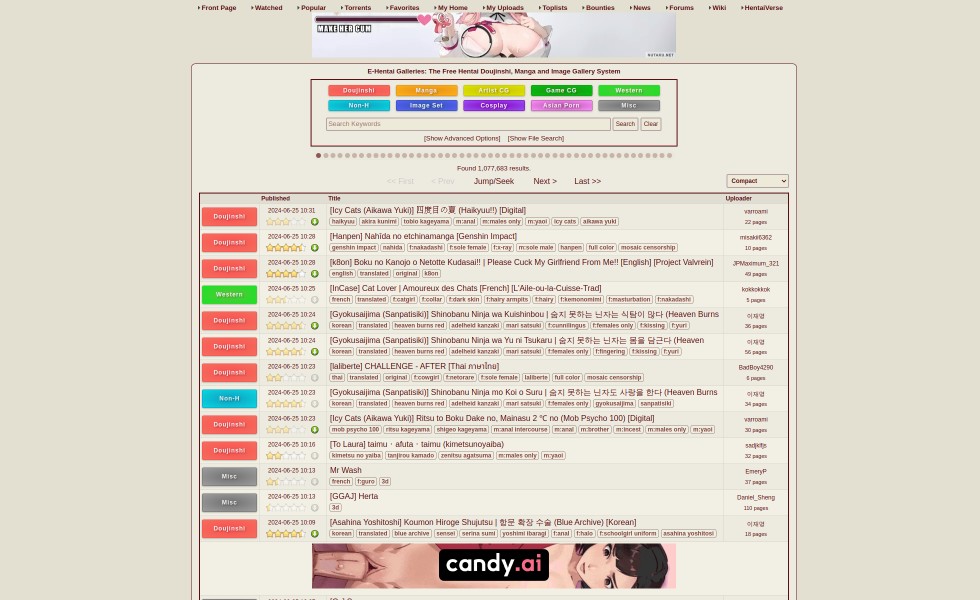 Front Page Watched Popular Torrents Favorites My Home My Uploads Toplists Bounties News Forums Wiki HentaiVerse
MAKE HER CUM
NUTAKU.NET
E-Hentai Galleries: The Free Hentai Doujinshi, Manga and Image Gallery System
Doujinshi Manga Artist CG Game CG Western
Non-H Image Set Cosplay Asian Porn Misc
Search Keywords Search Clear
[Show Advanced Options] [Show File Search]
Found 1,077,683 results.
<< First < Prev Jump/Seek Next > Last >> Compact
Published Title Uploader
Doujinshi 2024-06-25 10:31 [Icy Cats (Aikawa Yuki)] 四度目の夏 (Haikyuu!!) [Digital] varroami
haikyuu akira kunimi tobio kageyama m:anal m:males only m:yaoi icy cats aikawa yuki 22 pages
Doujinshi 2024-06-25 10:28 [Hanpen] Nahida no etchinamanga [Genshin Impact] misakii6362
genshin impact nahida f:nakadashi f:sole female f:x-ray m:sole male hanpen full color mosaic censorship 10 pages
Doujinshi 2024-06-25 10:28 [k8on] Boku no Kanojo o Netotte Kudasai!! | Please Cuck My Girlfriend From Me!! [English] [Project Valvrein] JPMaximum_321
english translated original k8on 49 pages
Western 2024-06-25 10:25 [InCase] Cat Lover | Amoureux des Chats [French] [L'Aile-ou-la-Cuisse-Trad] kokkokkok
french translated f:catgirl f:collar f:dark skin f:hairy armpits f:hairy f:kemonomimi f:masturbation f:nakadashi 5 pages
Doujinshi 2024-06-25 10:24 [Gyokusaijima (Sanpatisiki)] Shinobanu Ninja wa Kuishinbou | 숨지 못하는 닌자는 식탐이 많다 (Heaven Burns 이재영
korean translated heaven burns red adelheid kanzaki mari satsuki f:cunnilingus f:females only f:kissing f:yuri 36 pages
Doujinshi 2024-06-25 10:24 [Gyokusaijima (Sanpatisiki)] Shinobanu Ninja wa Yu ni Tsukaru | 숨지 못하는 닌자는 몸을 담근다 (Heaven 이재영
korean translated heaven burns red adelheid kanzaki mari satsuki f:females only f:fingering f:kissing f:yuri 56 pages
Doujinshi 2024-06-25 10:23 [laliberte] CHALLENGE - AFTER [Thai ภาษาไทย] BadBoy4290
thai translated original f:cowgirl f:netorare f:sole female laliberte full color mosaic censorship 6 pages
Non-H 2024-06-25 10:23 [Gyokusaijima (Sanpatisiki)] Shinobanu Ninja mo Koi o Suru | 숨지 못하는 닌자도 사랑을 한다 (Heaven Burns 이재영
korean translated heaven burns red adelheid kanzaki mari satsuki f:females only gyokusaijima sanpatisiki 34 pages
Doujinshi 2024-06-25 10:23 [Icy Cats (Aikawa Yuki)] Ritsu to Boku Dake no, Mainasu 2 ℃ no (Mob Psycho 100) [Digital] varroami
mob psycho 100 ritsu kageyama shigeo kageyama m:anal intercourse m:anal m:brother m:incest m:males only m:yaoi 30 pages
Doujinshi 2024-06-25 10:16 [To Laura] taimu・afuta・taimu (kimetsunoyaiba) sadjklfja
kimetsu no yaiba tanjirou kamado zenitsu agatsuma m:males only m:yaoi 32 pages
Misc 2024-06-25 10:13 Mr Wash EmeryP
french f:guro 3d 37 pages
Misc 2024-06-25 10:13 [GGAJ] Herta Daniel_Sheng
3d 110 pages
Doujinshi 2024-06-25 10:09 [Asahina Yoshitoshi] Koumon Hiroge Shujutsu | 항문 확장 수술 (Blue Archive) [Korean] 이재영
korean translated blue archive sensei serina sumi yoshimi ibaragi f:anal f:halo f:schoolgirl uniform asahina yoshitosi 18 pages
candy.ai